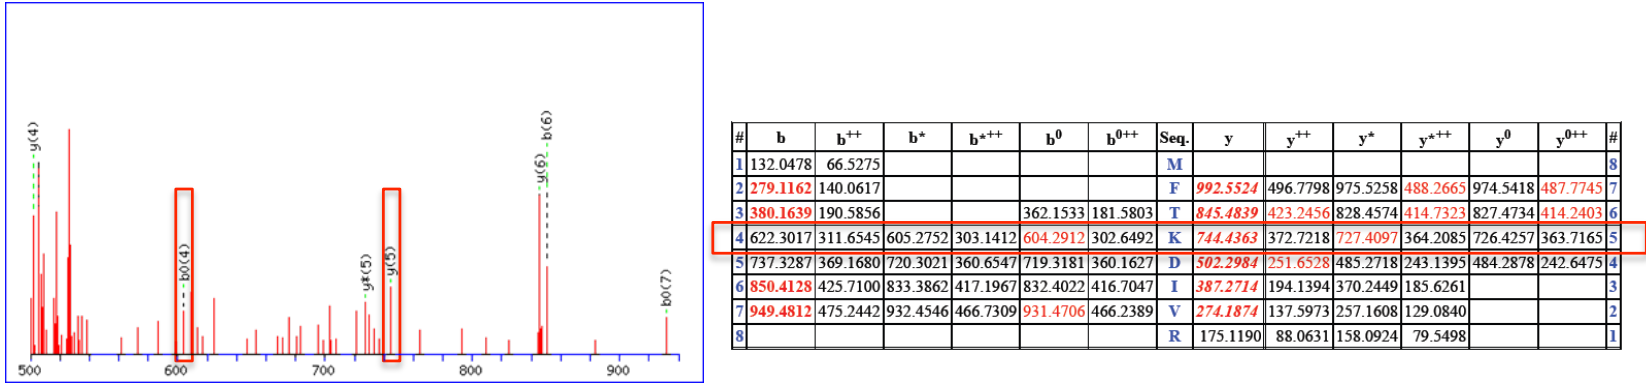 y(4)
b0(4)
y*(5)
y(5)
y(6)
b(6)
b0(7)
500 600 700 800 900
# b b++ b* b*++ b0 b0++ Seq. y y++ y* y*++ y0 y0++ #
1 132.0478 66.5275 M 8
2 279.1162 140.0617 F 992.5524 496.7798 975.5258 488.2665 974.5418 487.7745 7
3 380.1639 190.5856 362.1533 181.5803 T 845.4839 423.2456 828.4574 414.7323 827.4734 414.2403 6
4 622.3017 311.6545 605.2752 303.1412 604.2912 302.6492 K 744.4363 372.7218 727.4097 364.2085 726.4257 363.7165 5
5 737.3287 369.1680 720.3021 360.6547 719.3181 360.1627 D 502.2984 251.6528 485.2718 243.1395 484.2878 242.6475 4
6 850.4128 425.7100 833.3862 417.1967 832.4022 416.7047 I 387.2714 194.1394 370.2449 185.6261 3
7 949.4812 475.2442 932.4546 466.7309 931.4706 466.2389 V 274.1874 137.5973 257.1608 129.0840 2
8 R 175.1190 88.0631 158.0924 79.5498 1